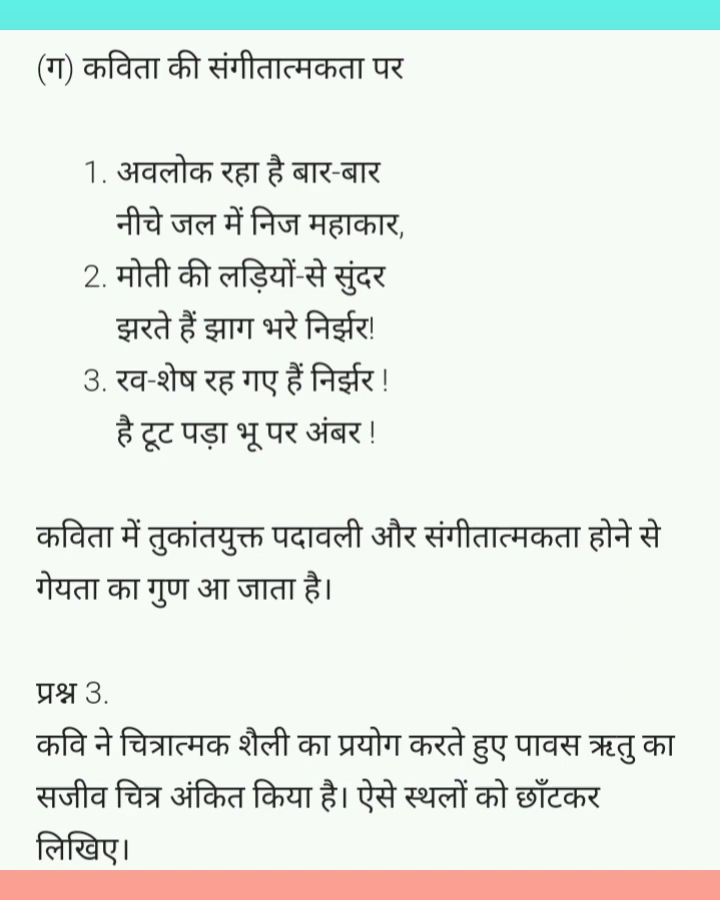 (ग) कविता की संगीतात्मकता पर
1. अवलोक रहा है बार-बार
नीचे जल में निज महाकार,
2. मोती की लड़ियों-से सुंदर
झरते हैं झाग भरे निर्झर!
3. रव-शेष रह गए हैं निर्झर !
है टूट पड़ा भू पर अंबर !
कविता में तुकांतयुक्त पदावली और संगीतात्मकता होने से
गेयता का गुण आ जाता है।
प्रश्न 3.
कवि ने चित्रात्मक शैली का प्रयोग करते हुए पावस ऋतु का
सजीव चित्र अंकित किया है। ऐसे स्थलों को छाँटकर
लिखिए।